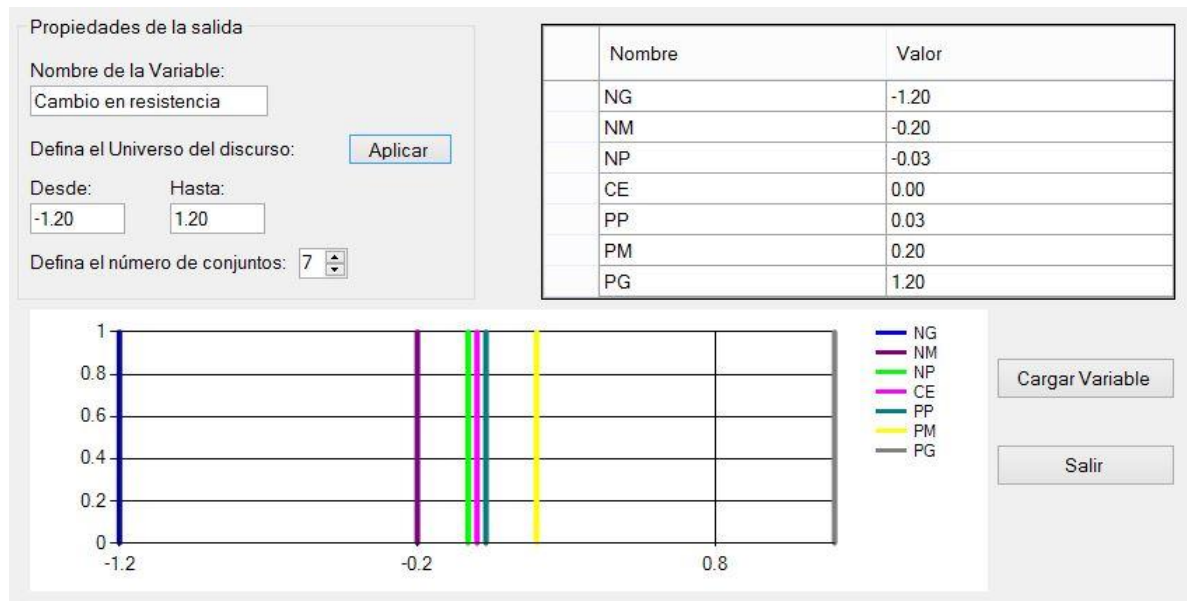 Propiedades de la salida
Nombre de la Variable:
Cambio en resistencia
Defina el Universo del discurso:
Aplicar
Desde: Hasta:
-1.20 1.20
Defina el número de conjuntos: 7
Nombre Valor
NG -1.20
NM -0.20
NP -0.03
CE 0.00
PP 0.03
PM 0.20
PG 1.20
1
0.8
0.6
0.4
0.2
0
-1.2 -0.2 0.8
NG
NM
NP
CE
PP
PM
PG
Cargar Variable
Salir